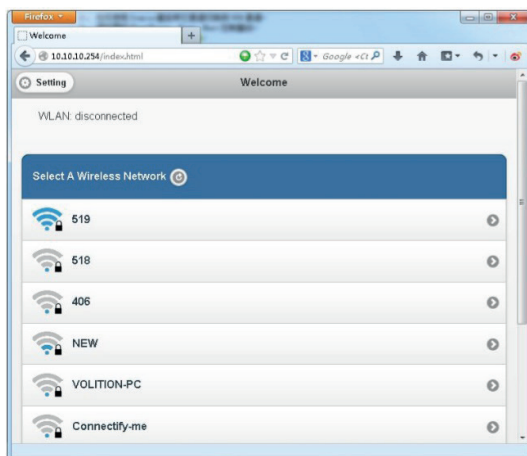 Firefox
Welcome
+
10.10.10.254/index.html
Google <Ct
Setting
Welcome
WLAN: disconnected
Select A Wireless Network
519
518
406
NEW
VOLITION-PC
Connectify-me